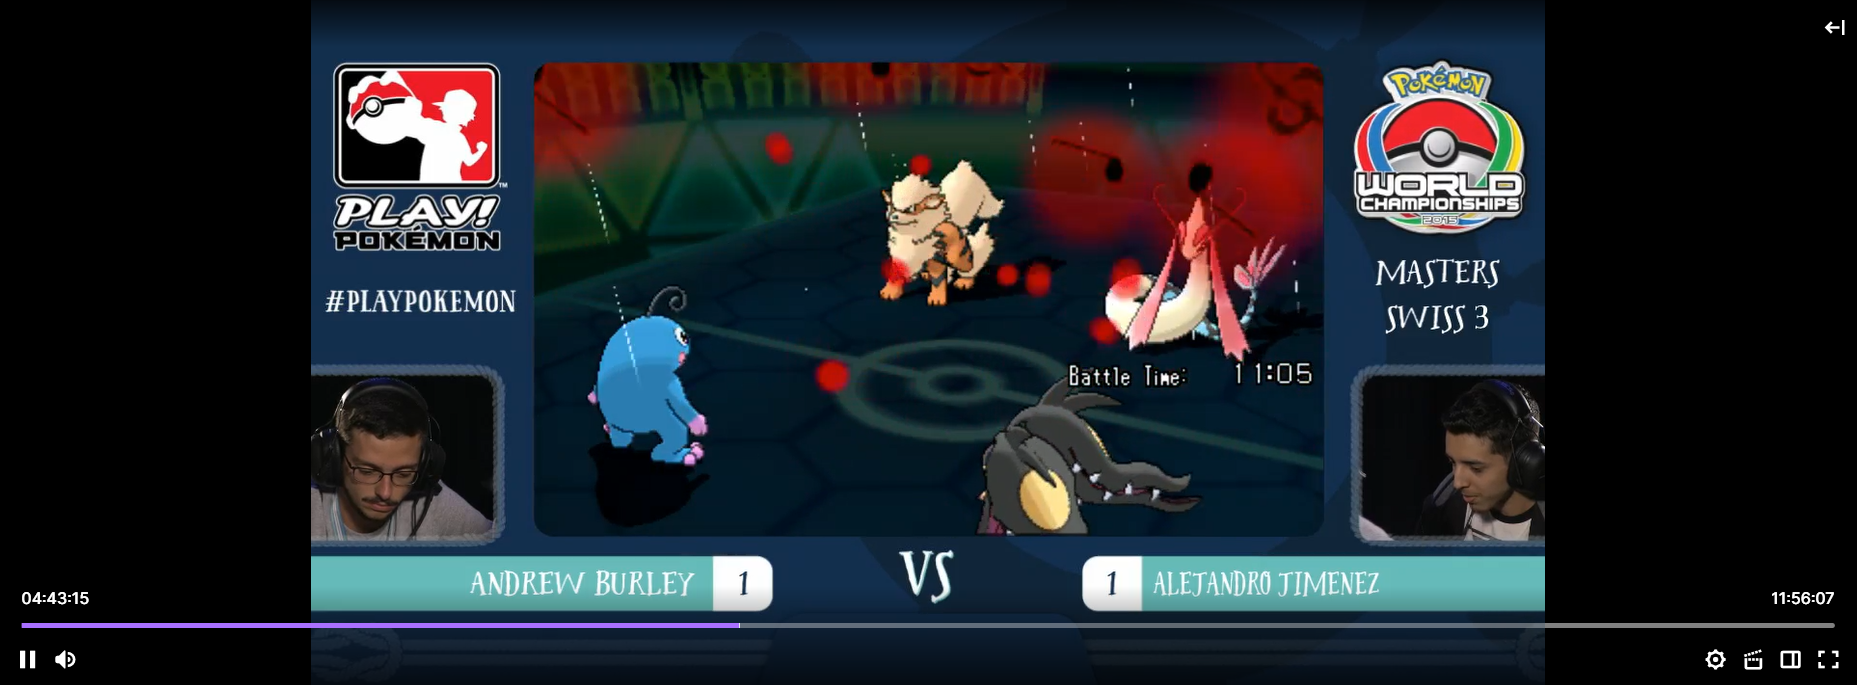 PLAY!
POKÉMON
#PLAYPOKEMON
POKéMON
WORLD
CHAMPIONSHIPS
2015
MASTERS
SWISS 3
Battle Time: 11:05
ANDREW BURLEY 1
VS
1 ALEJANDRO JIMENEZ
04:43:15
11:56:07